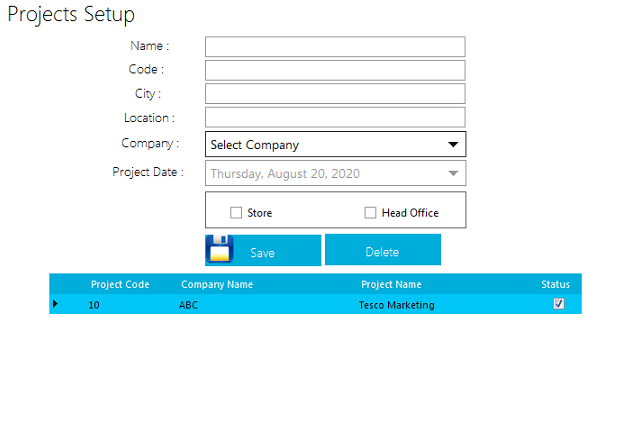 Projects Setup
Name :
Code :
City :
Location :
Company : Select Company
Project Date : Thursday, August 20, 2020
Store Head Office
Save Delete
Project Code Company Name Project Name Status
10 ABC Tesco Marketing